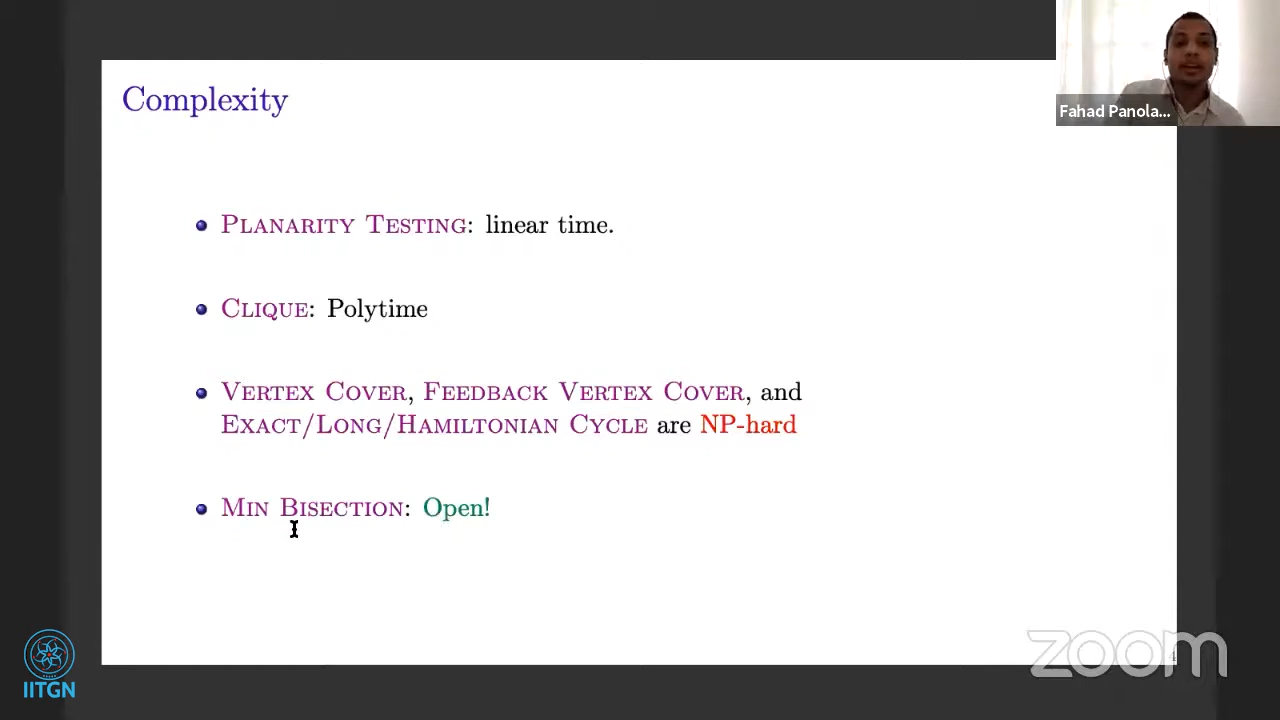 Complexity
Fahad Panola...
PLANARITY TESTING: linear time.
CLIQUE: Polytime
VERTEX COVER, FEEDBACK VERTEX COVER, and
EXACT/LONG/HAMILTONIAN CYCLE are NP-hard
MIN BISECTION: Open!
IITGN
zoom
4